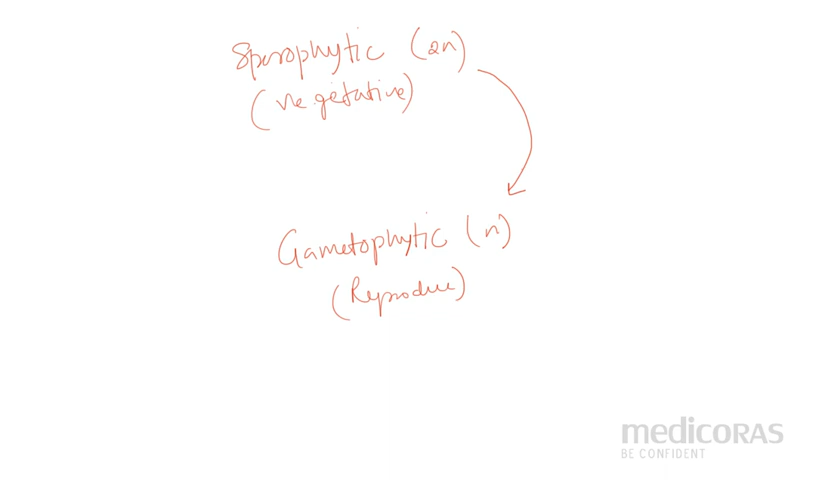 Sporophytic (2n)
(Vegetative)
Gametophytic (n)
(Reproduce)
medicoRAS
BE CONFIDENT